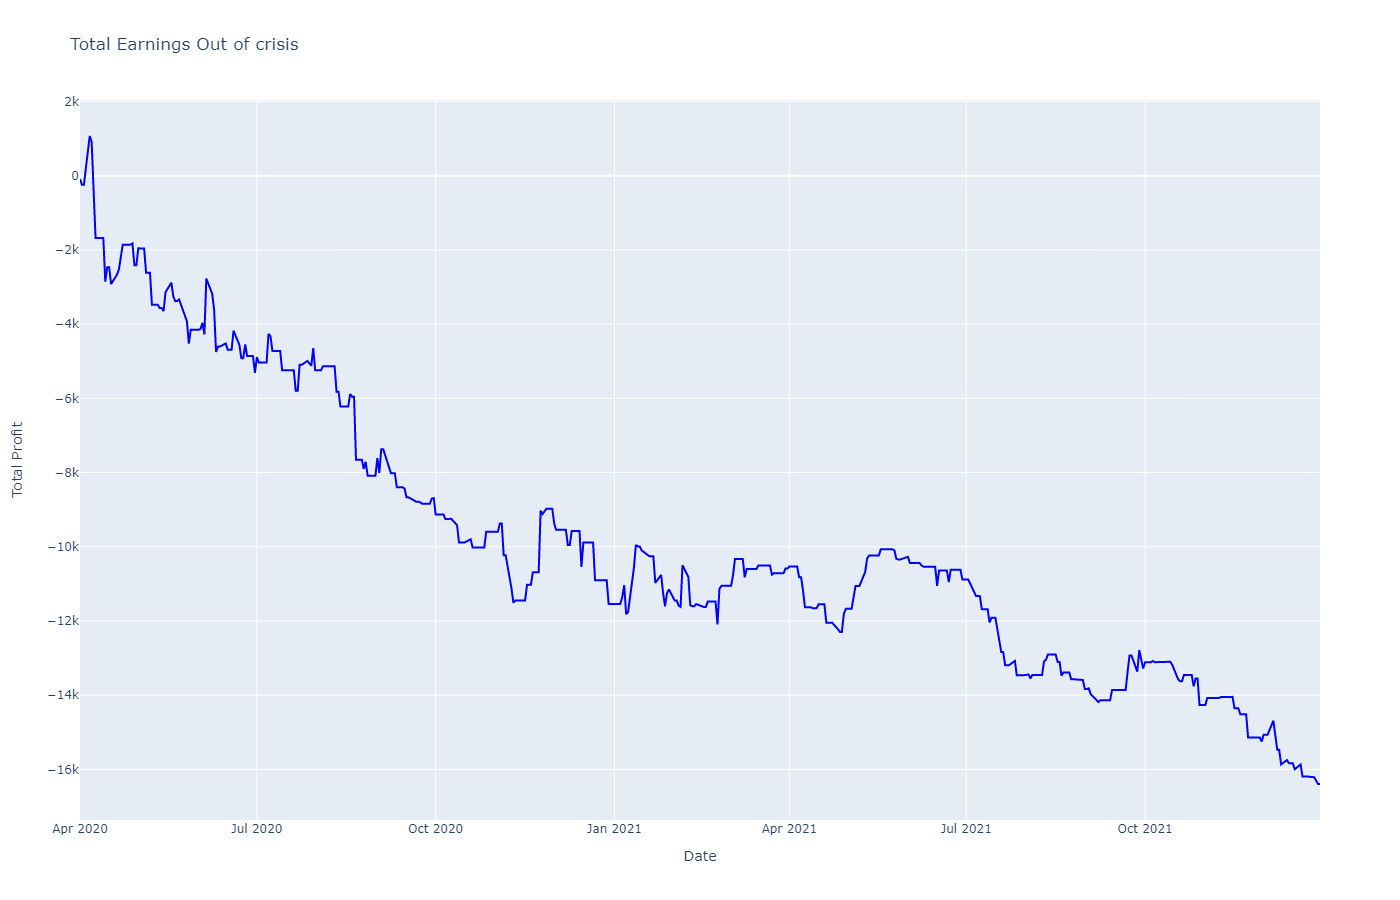 Total Earnings Out of crisis
2k
0
−2k
−4k
−6k
−8k
−10k
−12k
−14k
−16k
Total Profit
Apr 2020
Jul 2020
Oct 2020
Jan 2021
Apr 2021
Jul 2021
Oct 2021
Date